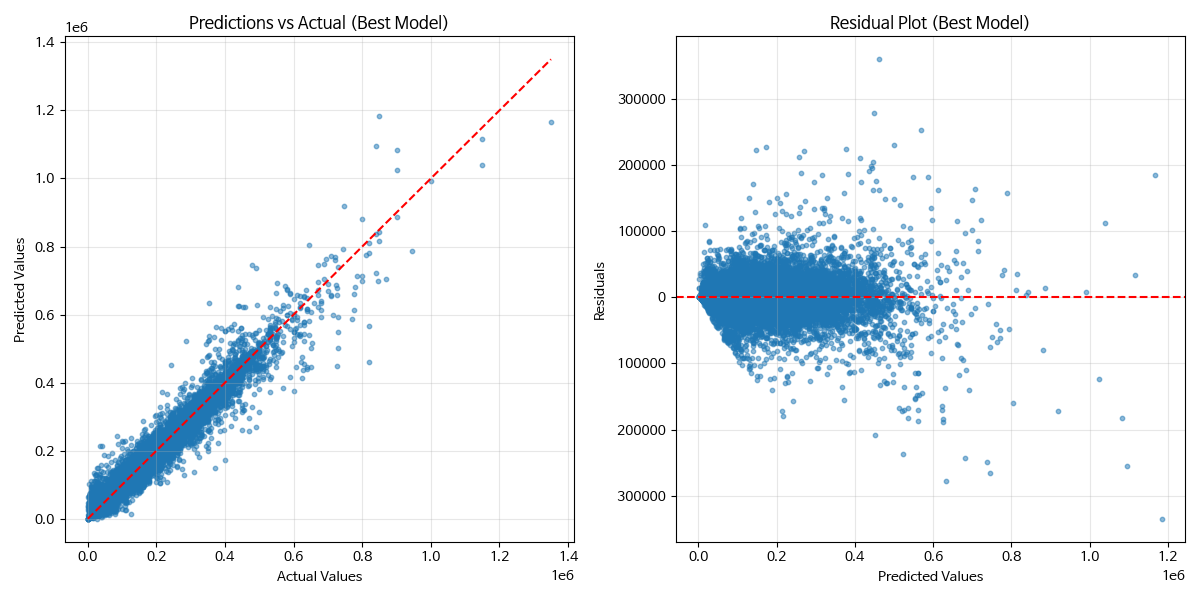 Predictions vs Actual (Best Model)
1e6
1.4
1.2
1.0
0.8
0.6
0.4
0.2
0.0
Predicted Values
0.0 0.2 0.4 0.6 0.8 1.0 1.2 1.4
Actual Values
1e6
Residual Plot (Best Model)
300000
200000
100000
0
100000
200000
300000
Residuals
0.0 0.2 0.4 0.6 0.8 1.0 1.2
Predicted Values
1e6